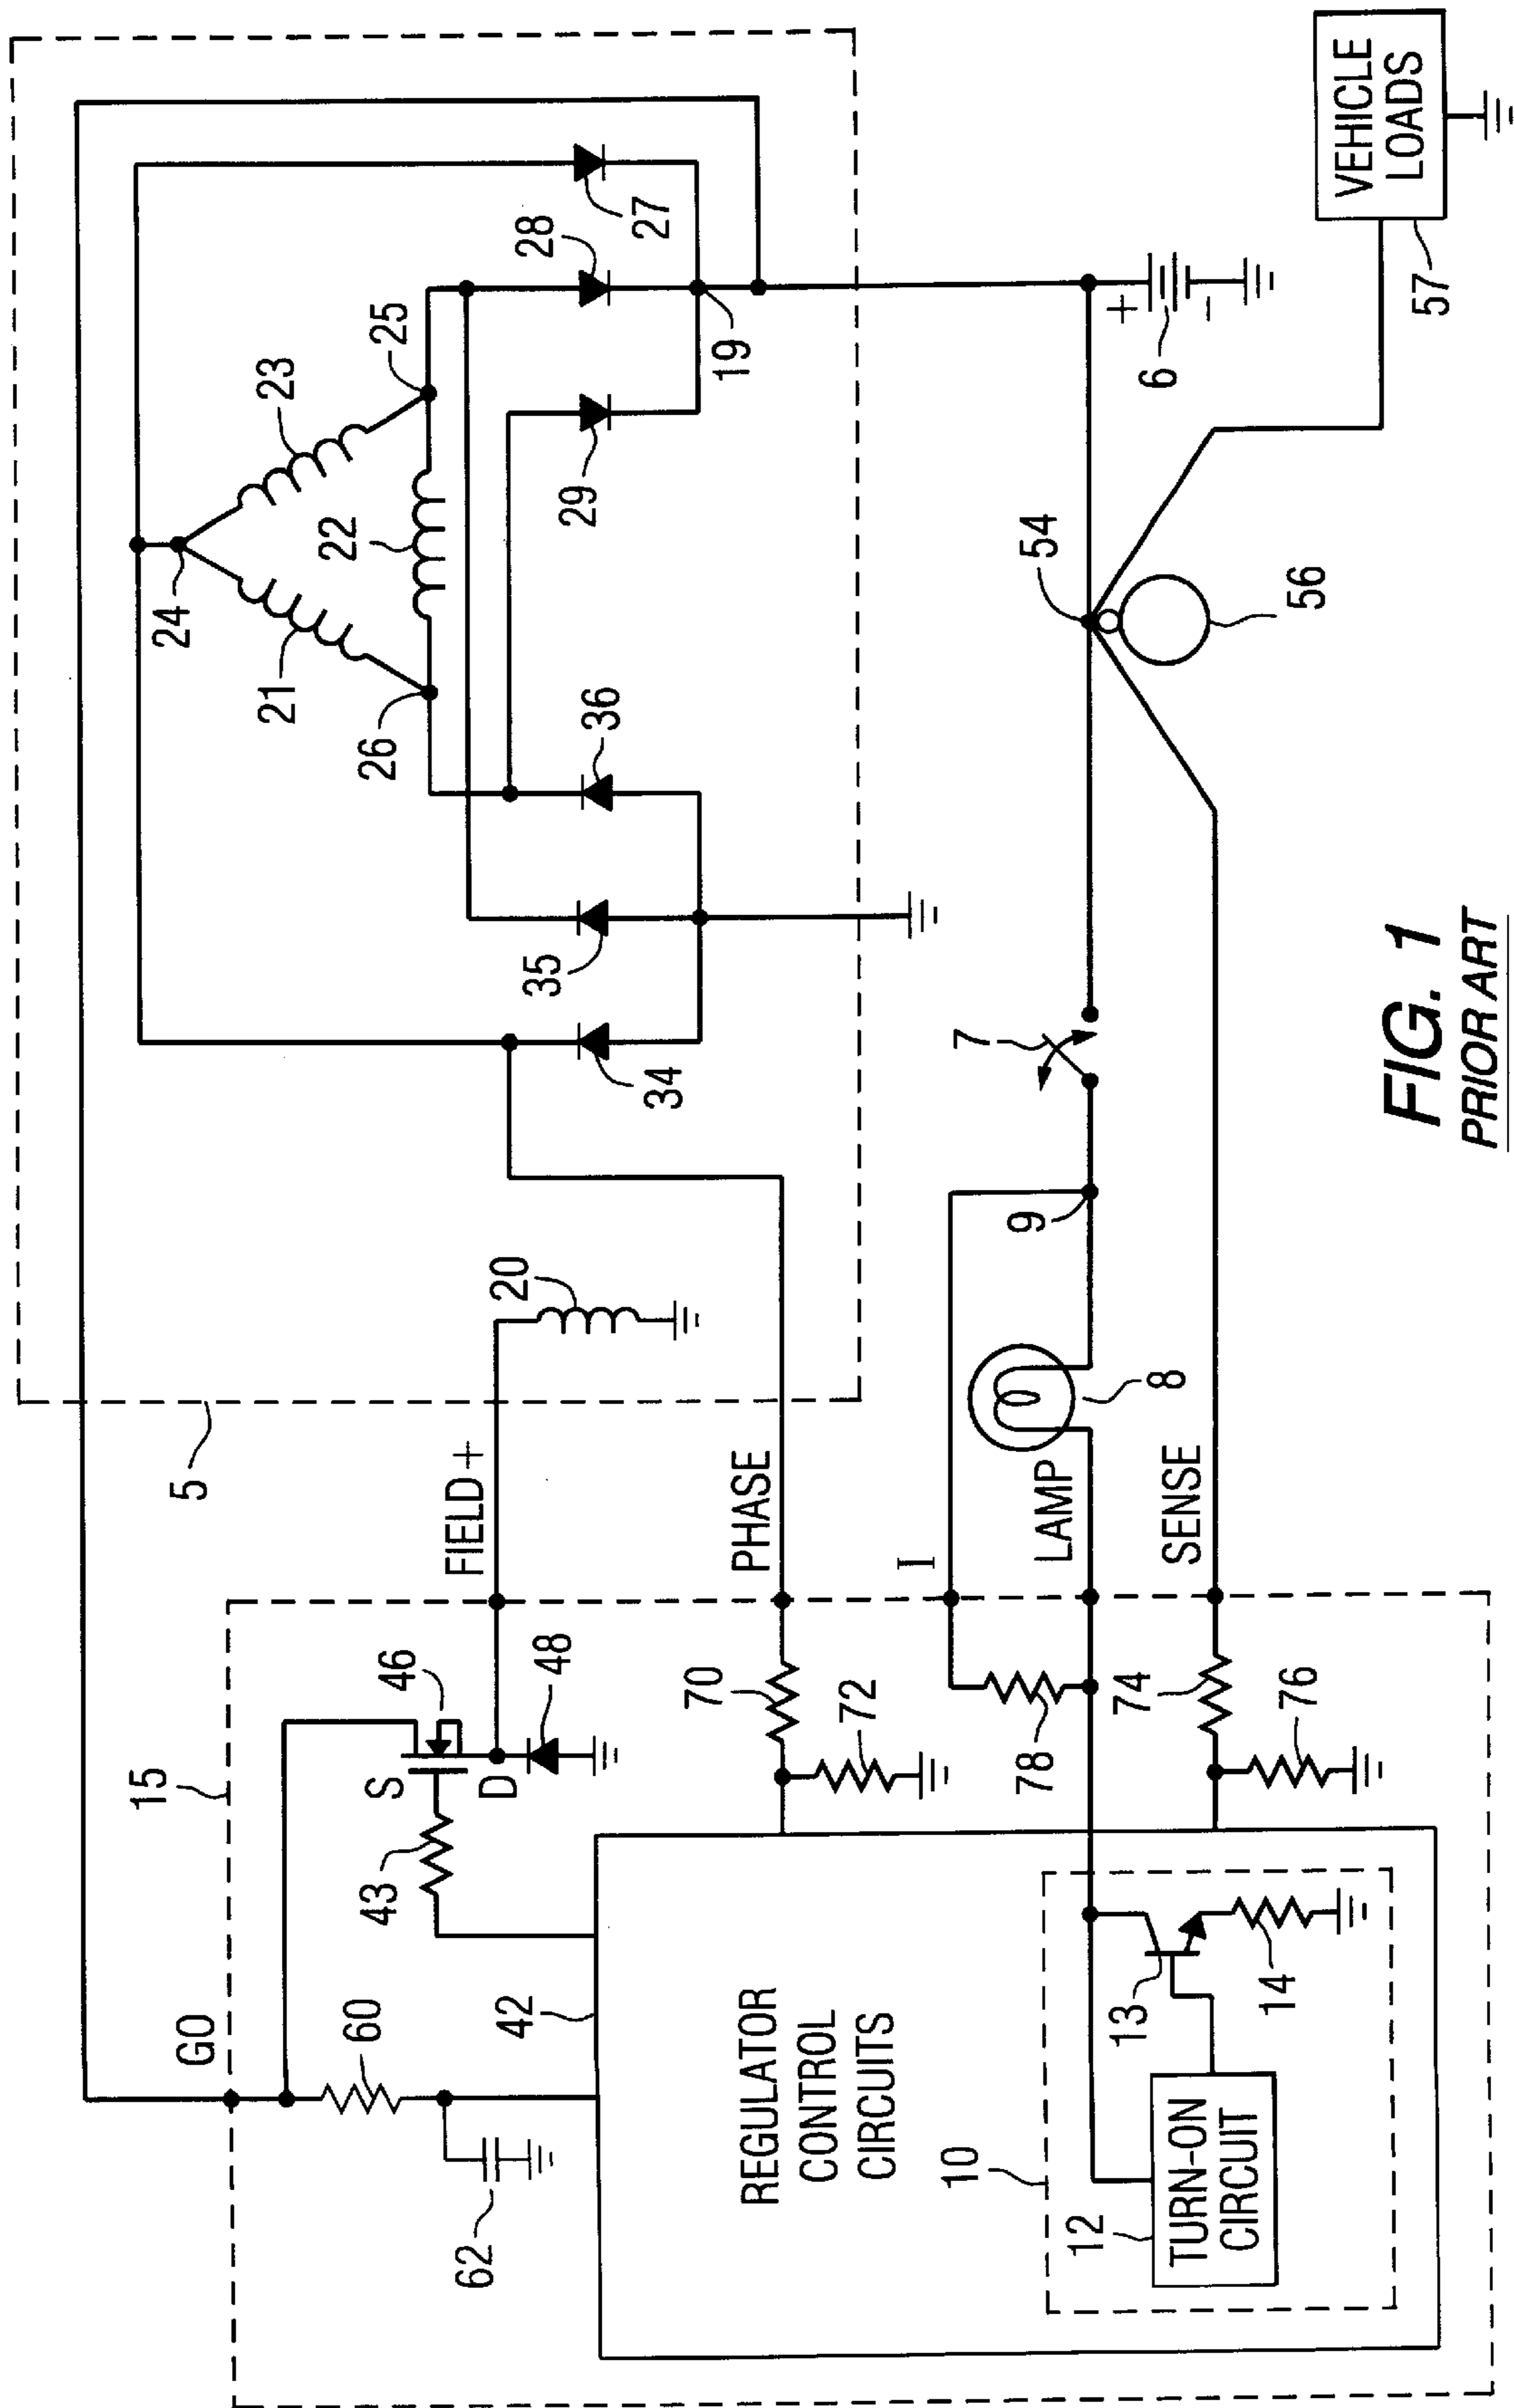 5
24
21
23
22
25
26
27
28
29
19
36
35
34
20
15
GO
60
62
42
43
S
D
46
48
FIELD +
PHASE
I
LAMP
SENSE
70
72
78
74
76
REGULATOR
CONTROL
CIRCUITS
10
12
TURN-ON
CIRCUIT
13
14
8
9
7
54
56
+
6
-
VEHICLE
LOADS
57
FIG. 1
PRIOR ART